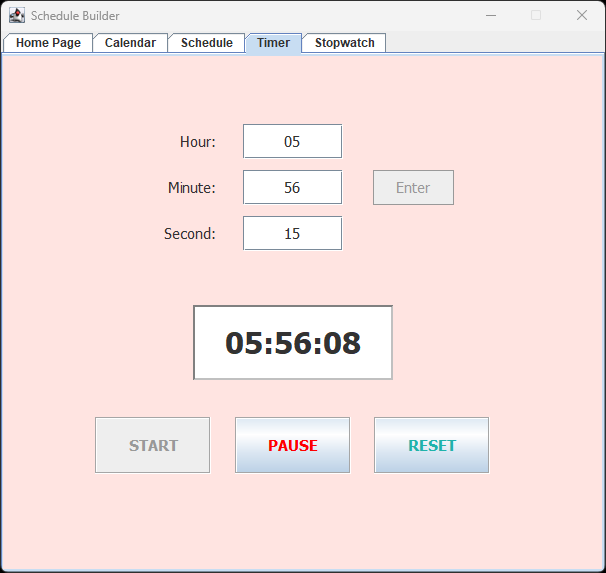 Schedule Builder
Home Page Calendar Schedule Timer Stopwatch
Hour: 05
Minute: 56 Enter
Second: 15
05:56:08
START PAUSE RESET